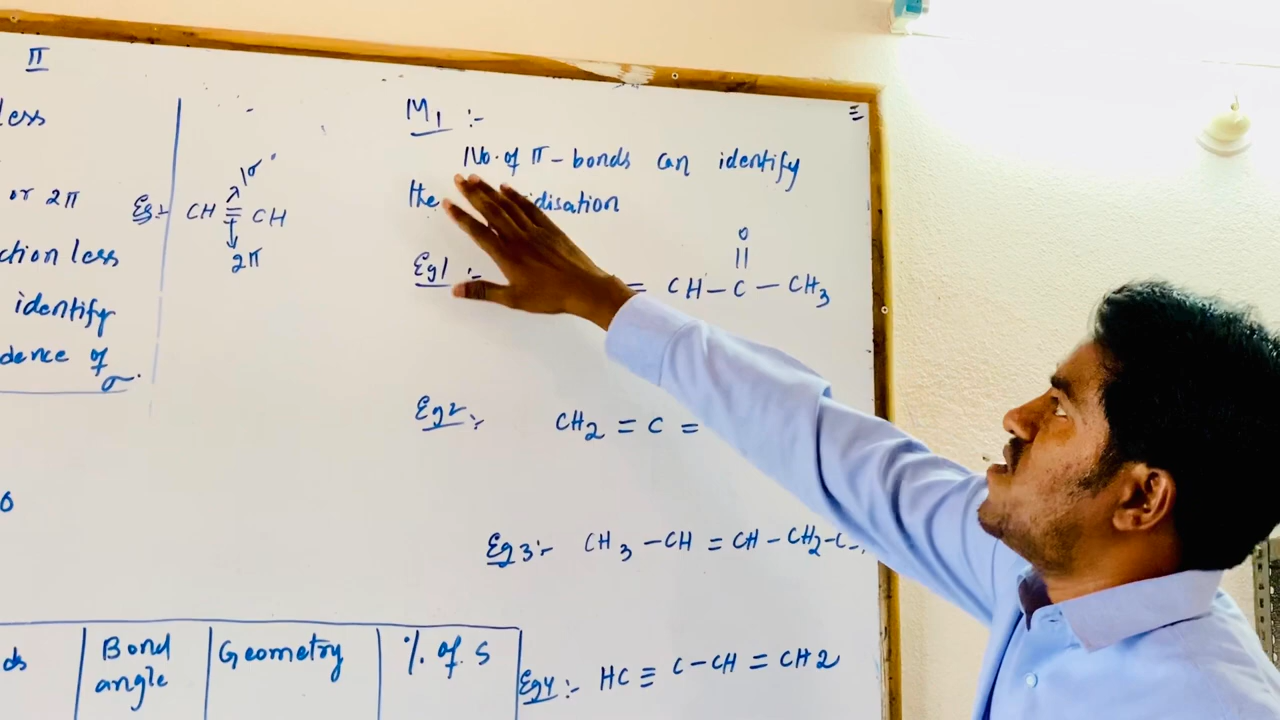 π
less
or 2π
ction less
identify
dence of
σ.
Eg:- CH ≡ CH
1σ
2π
M1 :-
No. of π - bonds can identify
the idisation
O
Eg1 :- = CH - C - CH3
Eg2 :- CH2 = C =
Eg3 :- CH3 - CH = CH - CH2 - C -
Eg4 :- HC ≡ C - CH = CH2
ds
Bond
angle
Geometry
% of S